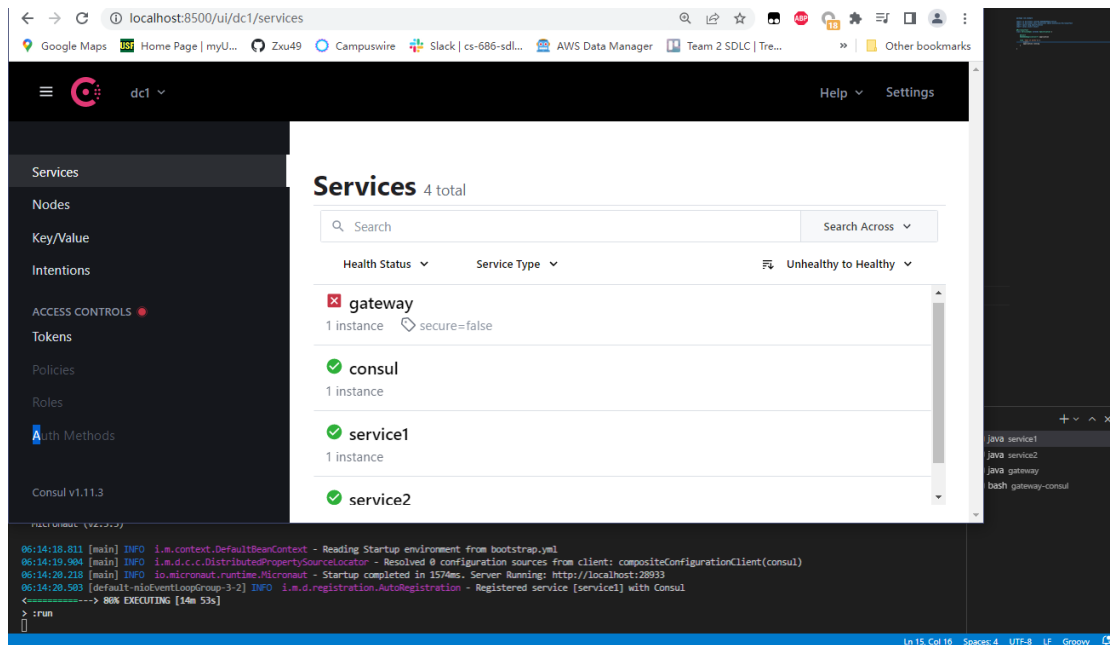 localhost:8500/ui/dc1/services
18
Google Maps USF Home Page | myU... Zxu49 Campuswire Slack | cs-686-sdl... AWS Data Manager Team 2 SDLC | Tre... » Other bookmarks
dc1 Help Settings
Services
Nodes
Key/Value
Intentions
ACCESS CONTROLS
Tokens
Policies
Roles
Auth Methods
Consul v1.11.3
Services 4 total
Search Search Across
Health Status Service Type Unhealthy to Healthy
gateway
1 instance secure=false
consul
1 instance
service1
1 instance
service2
java service1
java service2
java gateway
bash gateway-consul
06:14:18.811 [main] INFO i.m.context.DefaultBeanContext - Reading Startup environment from bootstrap.yml
06:14:19.904 [main] INFO i.m.d.c.c.DistributedPropertySourceLocator - Resolved 0 configuration sources from client: compositeConfigurationClient(consul)
06:14:20.218 [main] INFO io.micronaut.runtime.Micronaut - Startup completed in 1574ms. Server Running: http://localhost:28933
06:14:20.503 [default-nioEventLoopGroup-3-2] INFO i.m.d.registration.AutoRegistration - Registered service [service1] with Consul
<==========---> 80% EXECUTING [14m 53s]
> :run
Ln 15, Col 16 Spaces: 4 UTF-8 LF Groovy